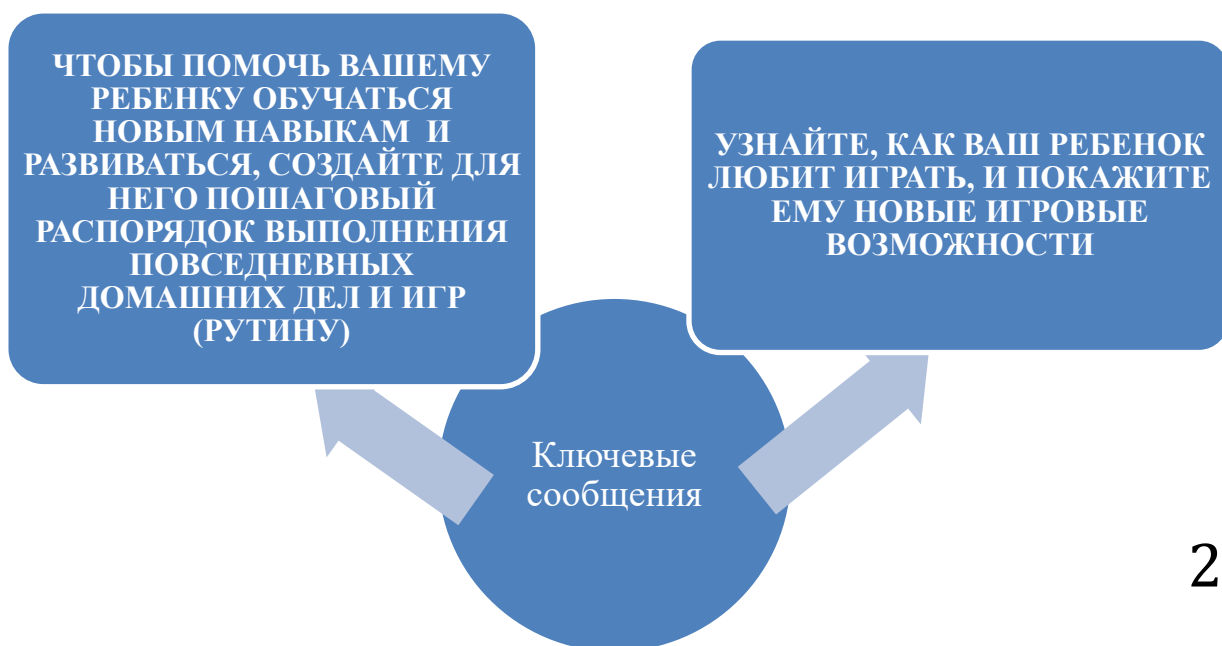 ЧТОБЫ ПОМОЧЬ ВАШЕМУ
РЕБЕНКУ ОБУЧАТЬСЯ
НОВЫМ НАВЫКАМ И
РАЗВИВАТЬСЯ, СОЗДАЙТЕ ДЛЯ
НЕГО ПОШАГОВЫЙ
РАСПОРЯДОК ВЫПОЛНЕНИЯ
ПОВСЕДНЕВНЫХ
ДОМАШНИХ ДЕЛ И ИГР
(РУТИНУ)
УЗНАЙТЕ, КАК ВАШ РЕБЕНОК
ЛЮБИТ ИГРАТЬ, И ПОКАЖИТЕ
ЕМУ НОВЫЕ ИГРОВЫЕ
ВОЗМОЖНОСТИ
Ключевые
сообщения
2